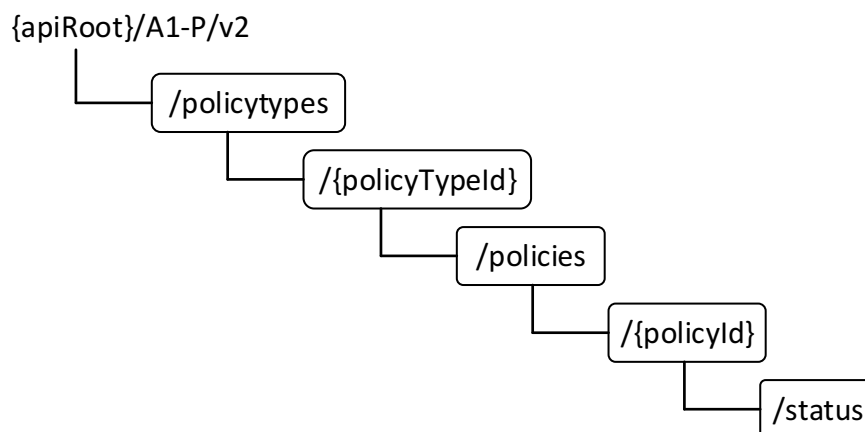 {apiRoot}/A1-P/v2
/policytypes
/{policyTypeId}
/policies
/{policyId}
/status